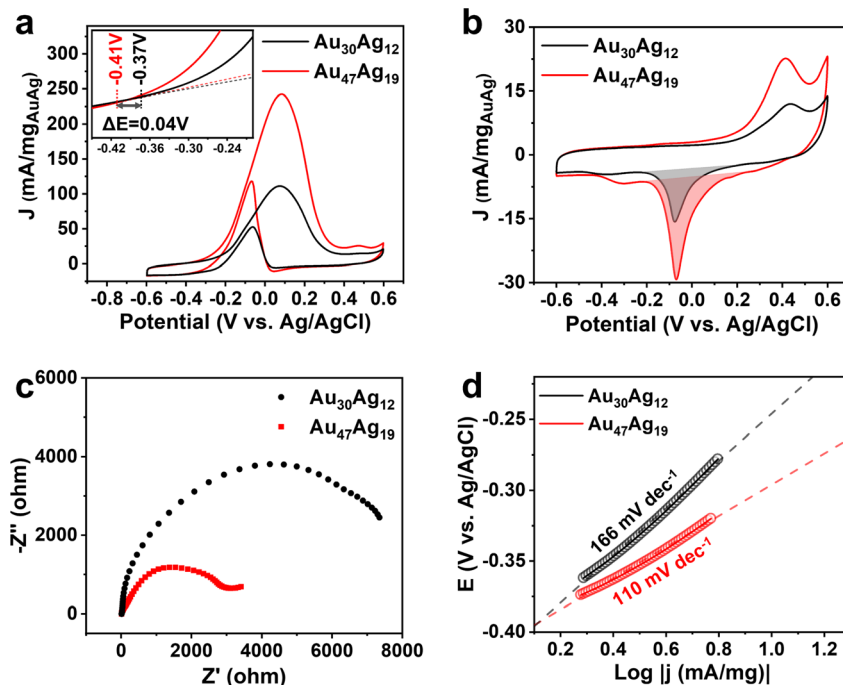 a
Au30Ag12
Au47Ag19
-0.41V
-0.37V
ΔE=0.04V
-0.42 -0.36 -0.30 -0.24
J (mA/mgAuAg)
300
250
200
150
100
50
0
-0.8 -0.6 -0.4 -0.2 0.0 0.2 0.4 0.6
Potential (V vs. Ag/AgCl)
b
Au30Ag12
Au47Ag19
J (mA/mgAuAg)
30
15
0
-15
-30
-0.6 -0.4 -0.2 0.0 0.2 0.4 0.6
Potential (V vs. Ag/AgCl)
c
Au30Ag12
Au47Ag19
-Z'' (ohm)
6000
4000
2000
0
0 2000 4000 6000 8000
Z' (ohm)
d
Au30Ag12
Au47Ag19
166 mV dec-1
110 mV dec-1
E (V vs. Ag/AgCl)
-0.25
-0.30
-0.35
-0.40
0.2 0.4 0.6 0.8 1.0 1.2
Log |j (mA/mg)|